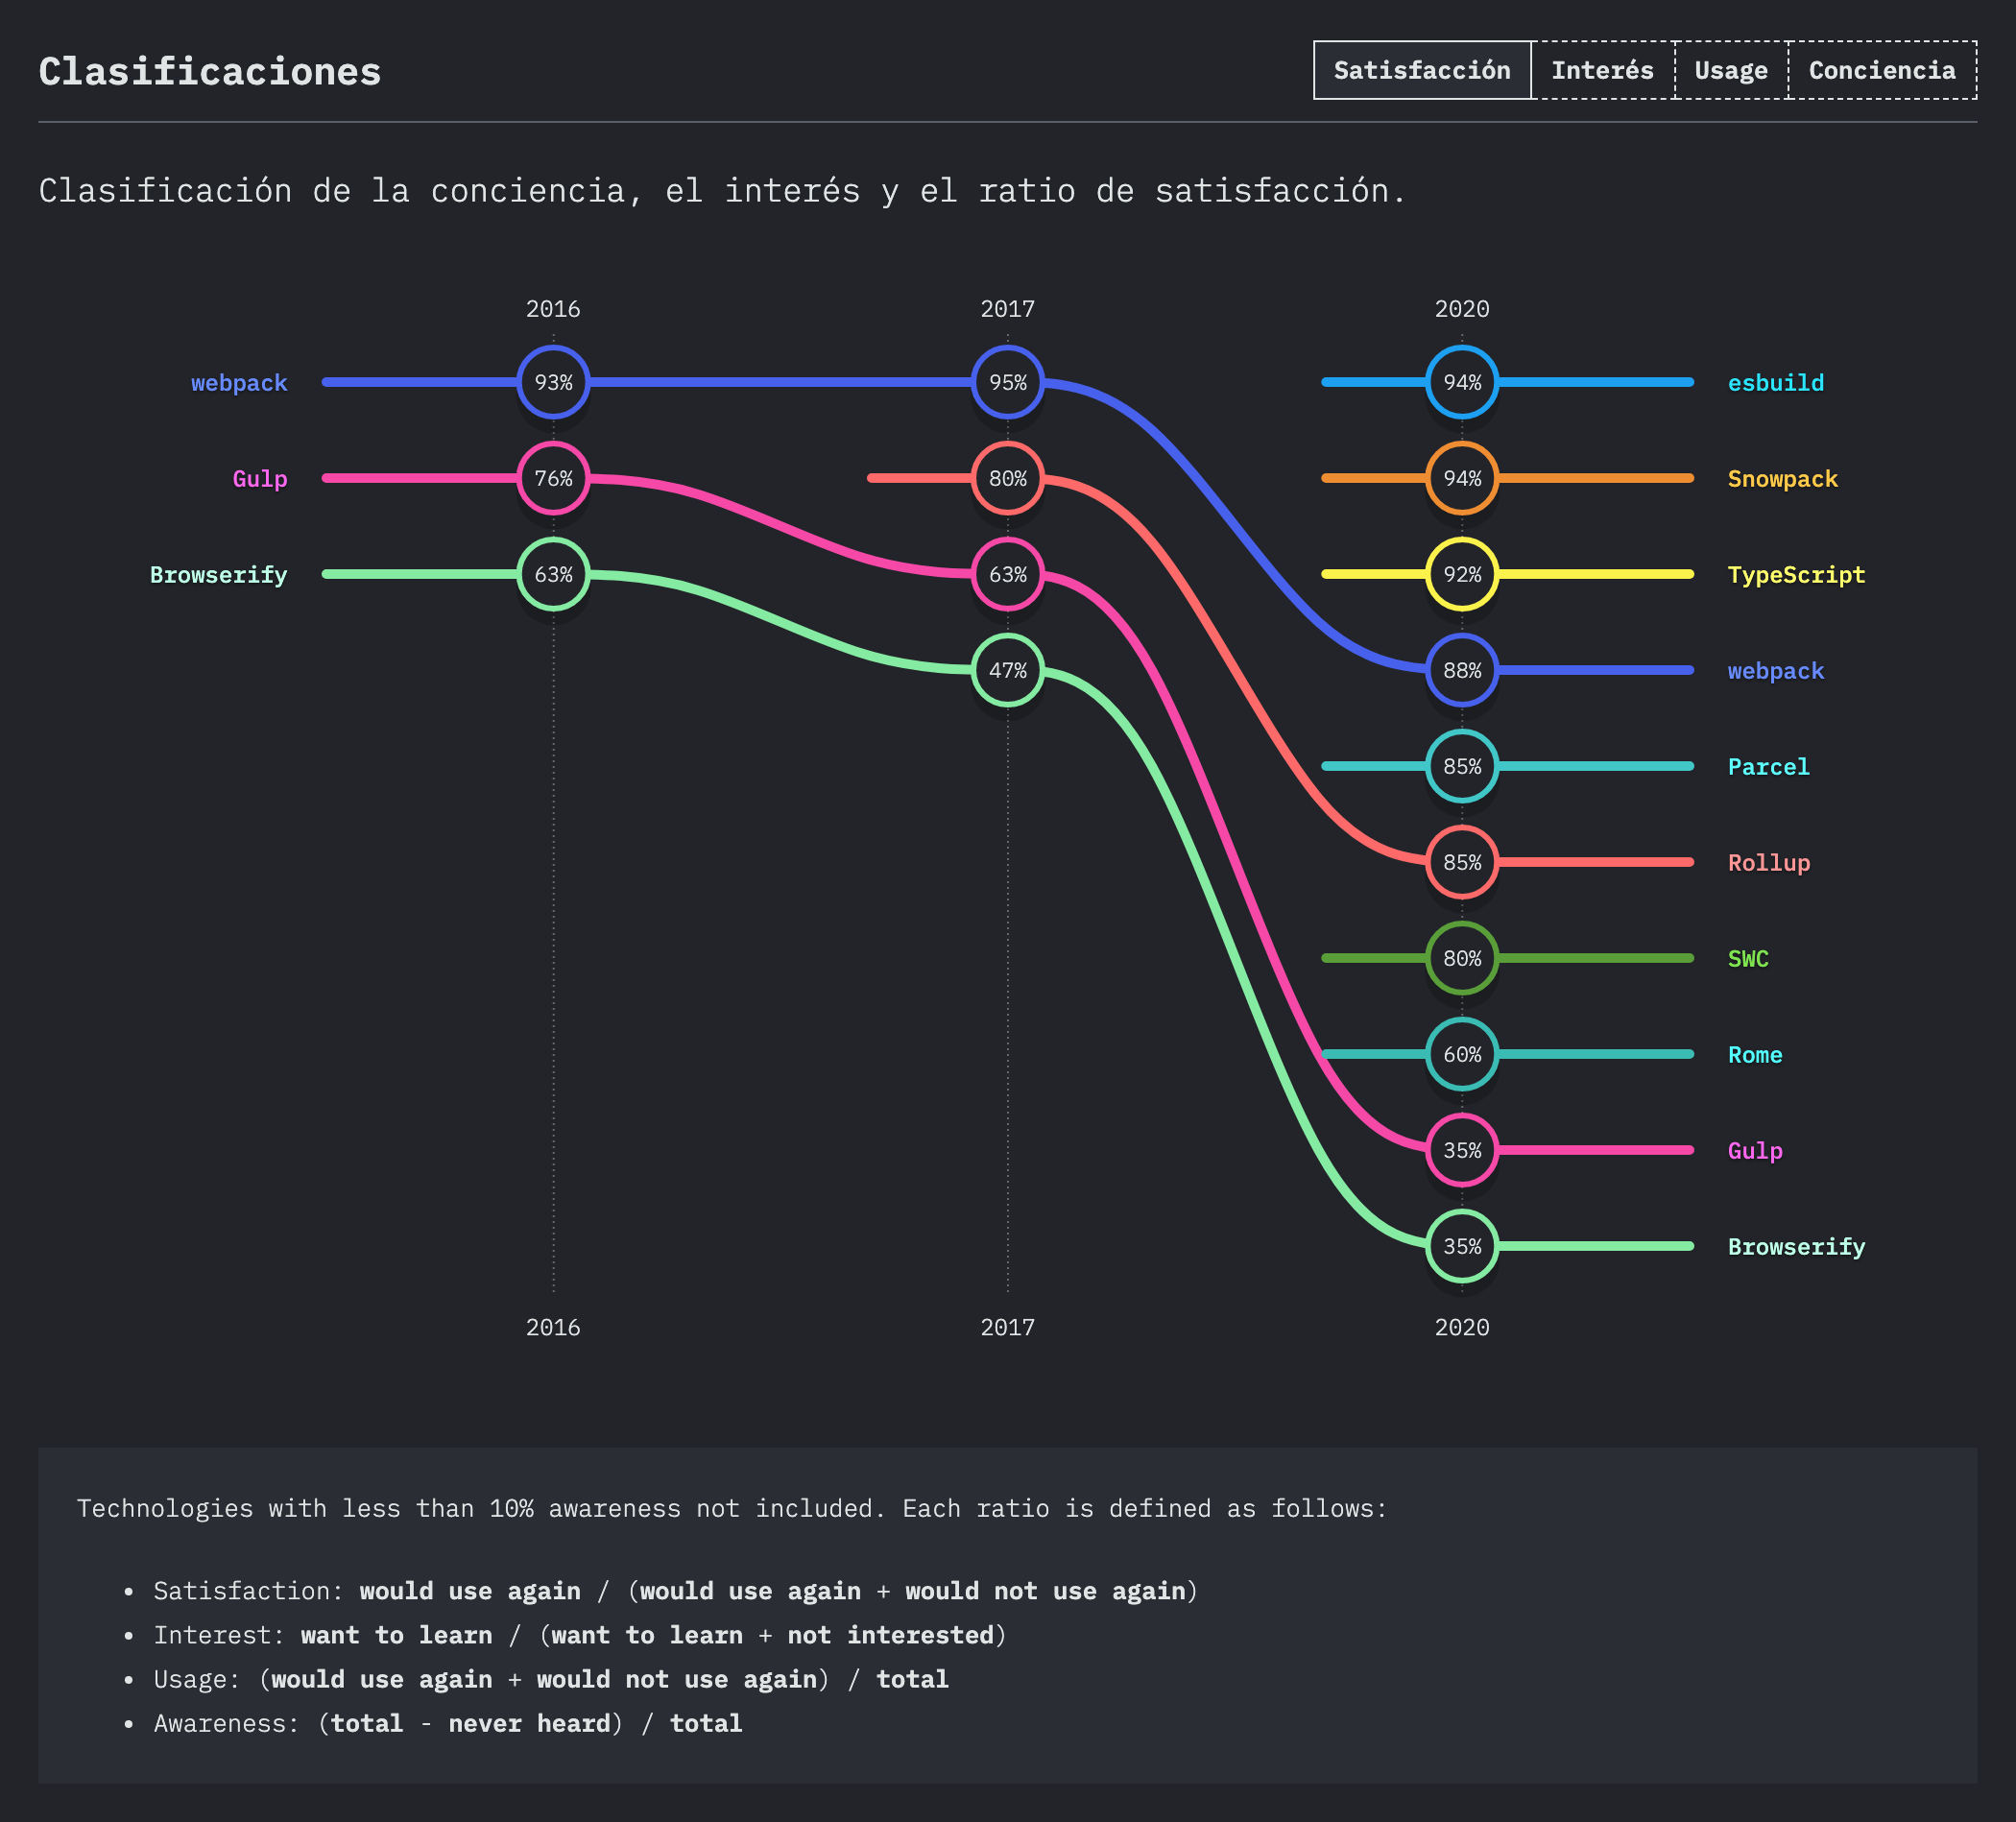 Clasificaciones
Satisfacción Interés Usage Conciencia
Clasificación de la conciencia, el interés y el ratio de satisfacción.
2016 2017 2020
webpack 93% 95% 94% esbuild
Gulp 76% 80% 94% Snowpack
Browserify 63% 63% 92% TypeScript
47% 88% webpack
85% Parcel
85% Rollup
80% SWC
60% Rome
35% Gulp
35% Browserify
2016 2017 2020
Technologies with less than 10% awareness not included. Each ratio is defined as follows:
• Satisfaction: would use again / (would use again + would not use again)
• Interest: want to learn / (want to learn + not interested)
• Usage: (would use again + would not use again) / total
• Awareness: (total - never heard) / total